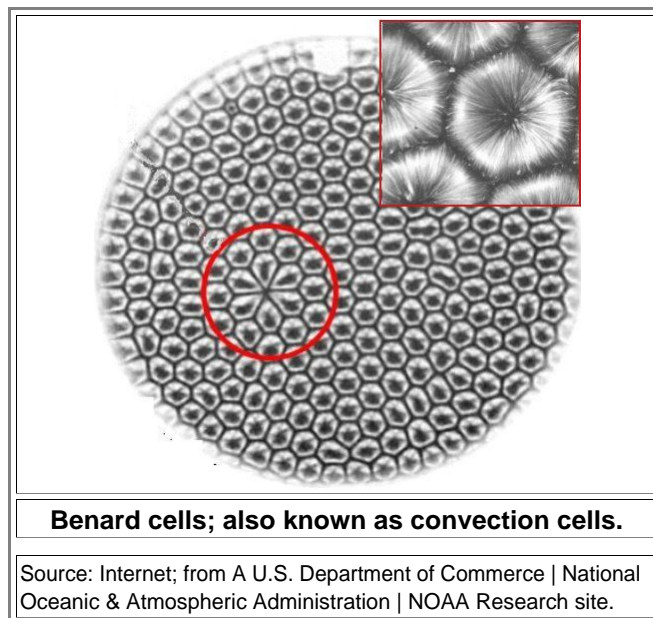 Benard cells; also known as convection cells.
Source: Internet; from A U.S. Department of Commerce | National
Oceanic & Atmospheric Administration | NOAA Research site.